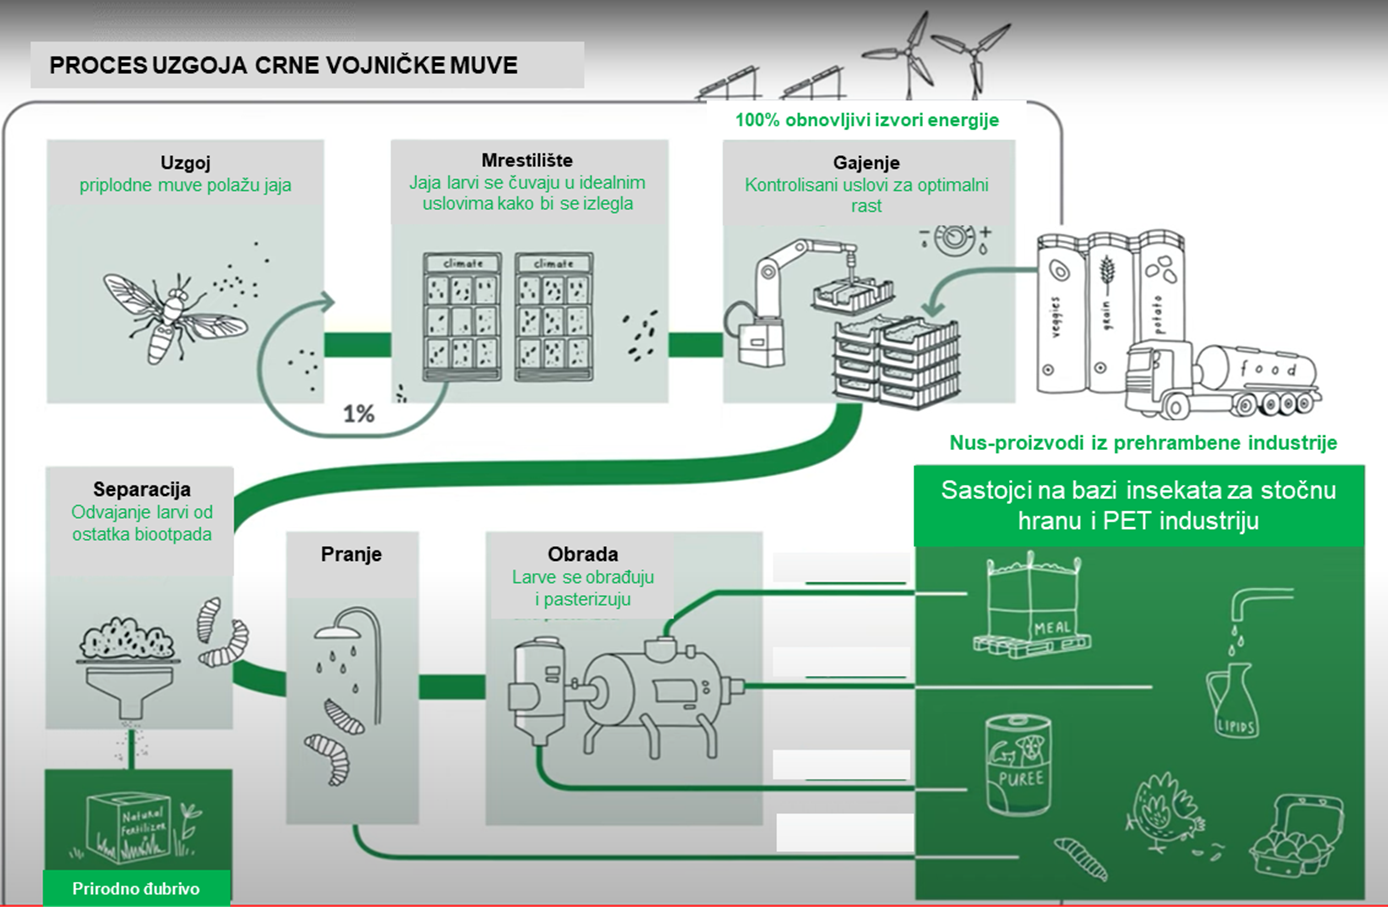 PROCES UZGOJA CRNE VOJNIČKE MUVE
100% obnovljivi izvori energije
Uzgoj
priplodne muve polažu jaja
Mrestilište
Jaja larvi se čuvaju u idealnim
uslovima kako bi se izlegla
Gajenje
Kontrolisani uslovi za optimalni
rast
climate
climate
- +
veggies
grain
potato
food
1%
Nus-proizvodi iz prehrambene industrije
Separacija
Odvajanje larvi od
ostatka biootpada
Pranje
Obrada
Larve se obrađuju
i pasterizuju
Sastojci na bazi insekata za stočnu
hranu i PET industriju
MEAL
LIPIDS
PUREE
Natural
Fertilizer
Prirodno đubrivo